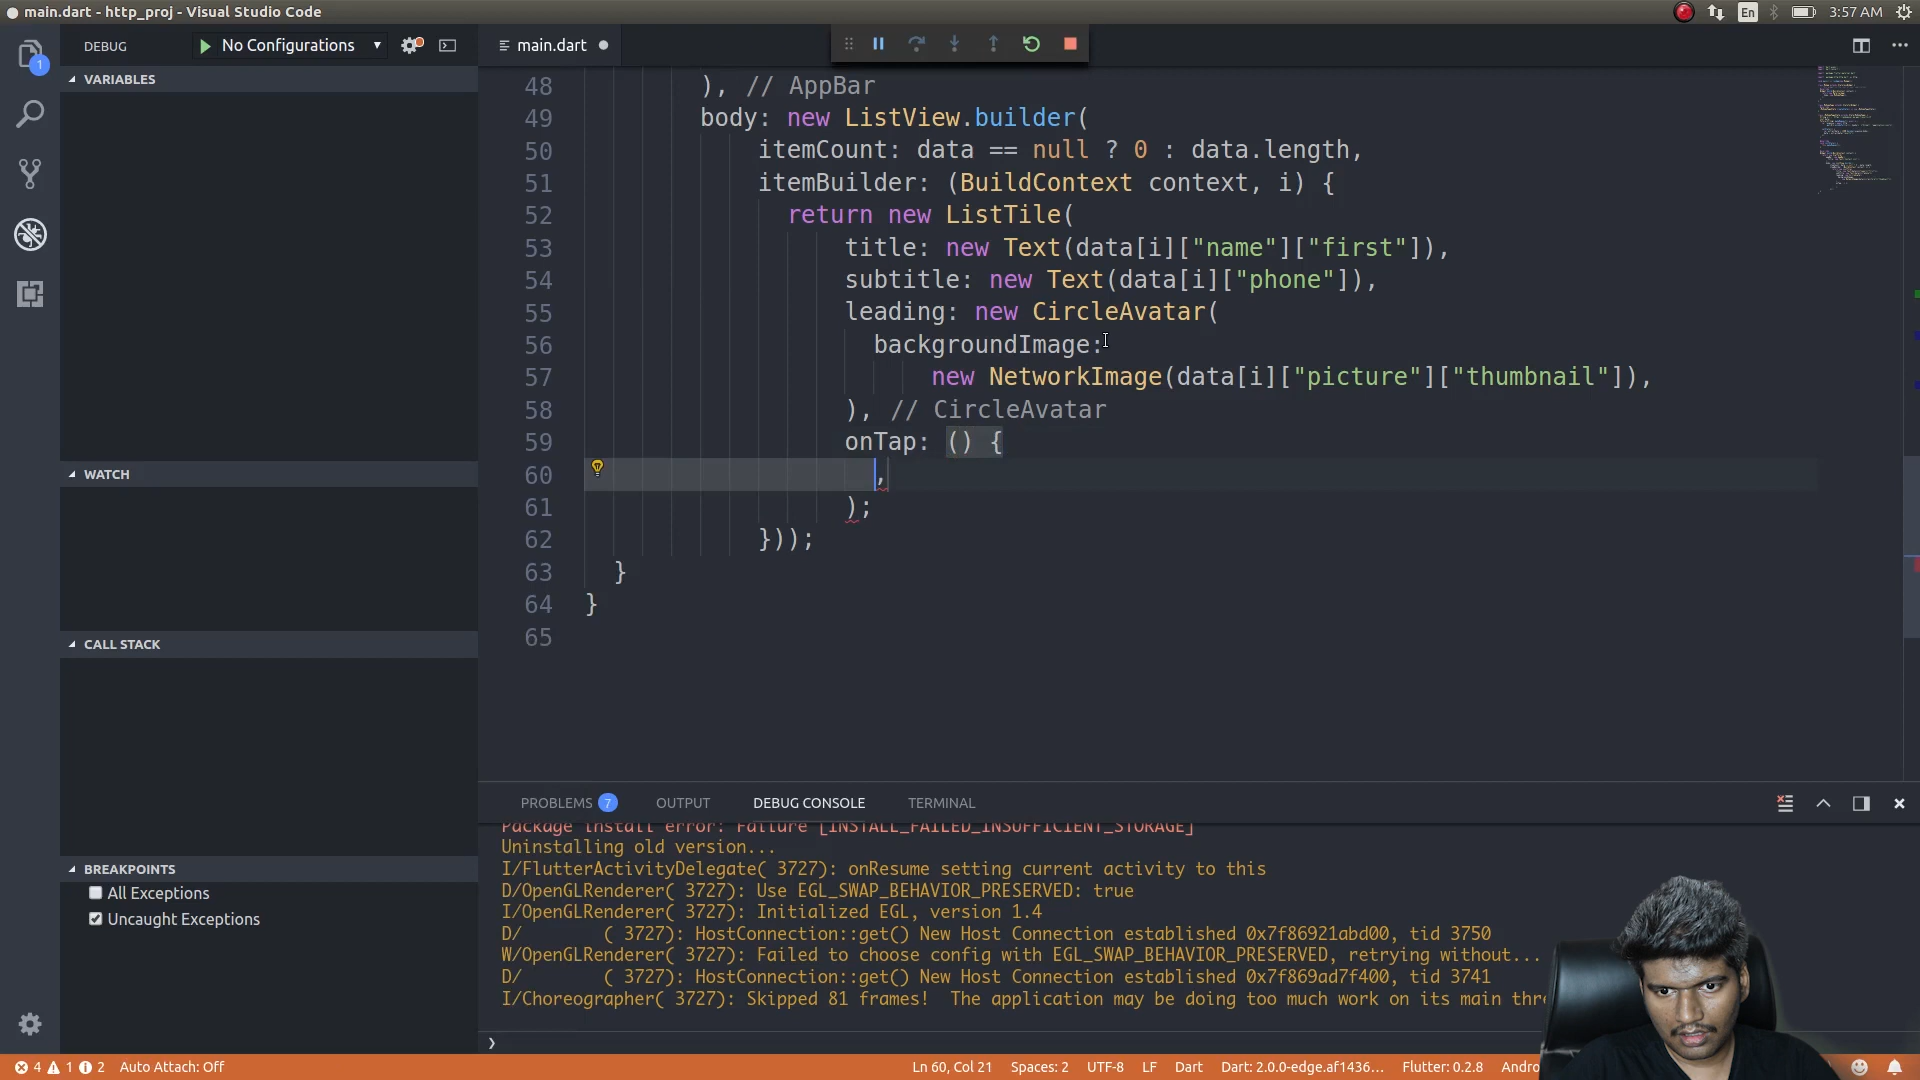 main.dart - http_proj - Visual Studio Code
En
3:57 AM
1
DEBUG
No Configurations
main.dart
VARIABLES
WATCH
CALL STACK
BREAKPOINTS
All Exceptions
Uncaught Exceptions
48 ), // AppBar
49 body: new ListView.builder(
50 itemCount: data == null ? 0 : data.length,
51 itemBuilder: (BuildContext context, i) {
52 return new ListTile(
53 title: new Text(data[i]["name"]["first"]),
54 subtitle: new Text(data[i]["phone"]),
55 leading: new CircleAvatar(
56 backgroundImage:
57 new NetworkImage(data[i]["picture"]["thumbnail"]),
58 ), // CircleAvatar
59 onTap: () {
60 ,
61 );
62 }));
63 }
64 }
65
PROBLEMS 7 OUTPUT DEBUG CONSOLE TERMINAL
Package install error: Failure [INSTALL_FAILED_INSUFFICIENT_STORAGE]
Uninstalling old version...
I/FlutterActivityDelegate( 3727): onResume setting current activity to this
D/OpenGLRenderer( 3727): Use EGL_SWAP_BEHAVIOR_PRESERVED: true
I/OpenGLRenderer( 3727): Initialized EGL, version 1.4
D/        ( 3727): HostConnection::get() New Host Connection established 0x7f86921abd00, tid 3750
W/OpenGLRenderer( 3727): Failed to choose config with EGL_SWAP_BEHAVIOR_PRESERVED, retrying without...
D/        ( 3727): HostConnection::get() New Host Connection established 0x7f869ad7f400, tid 3741
I/Choreographer( 3727): Skipped 81 frames!  The application may be doing too much work on its main thre
4 1 2 Auto Attach: Off
Ln 60, Col 21 Spaces: 2 UTF-8 LF Dart Dart: 2.0.0-edge.af1436... Flutter: 0.2.8 Andro